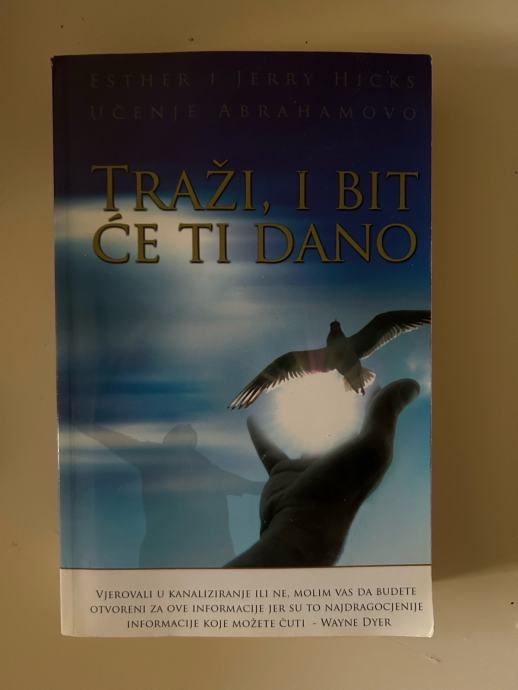 Esther i Jerry Hicks
Učenje Abrahamovo
Traži, i bit
će ti dano
Vjerovali u kanaliziranje ili ne, molim vas da budete
otvoreni za ove informacije jer su to najdragocjenije
informacije koje možete čuti - Wayne Dyer